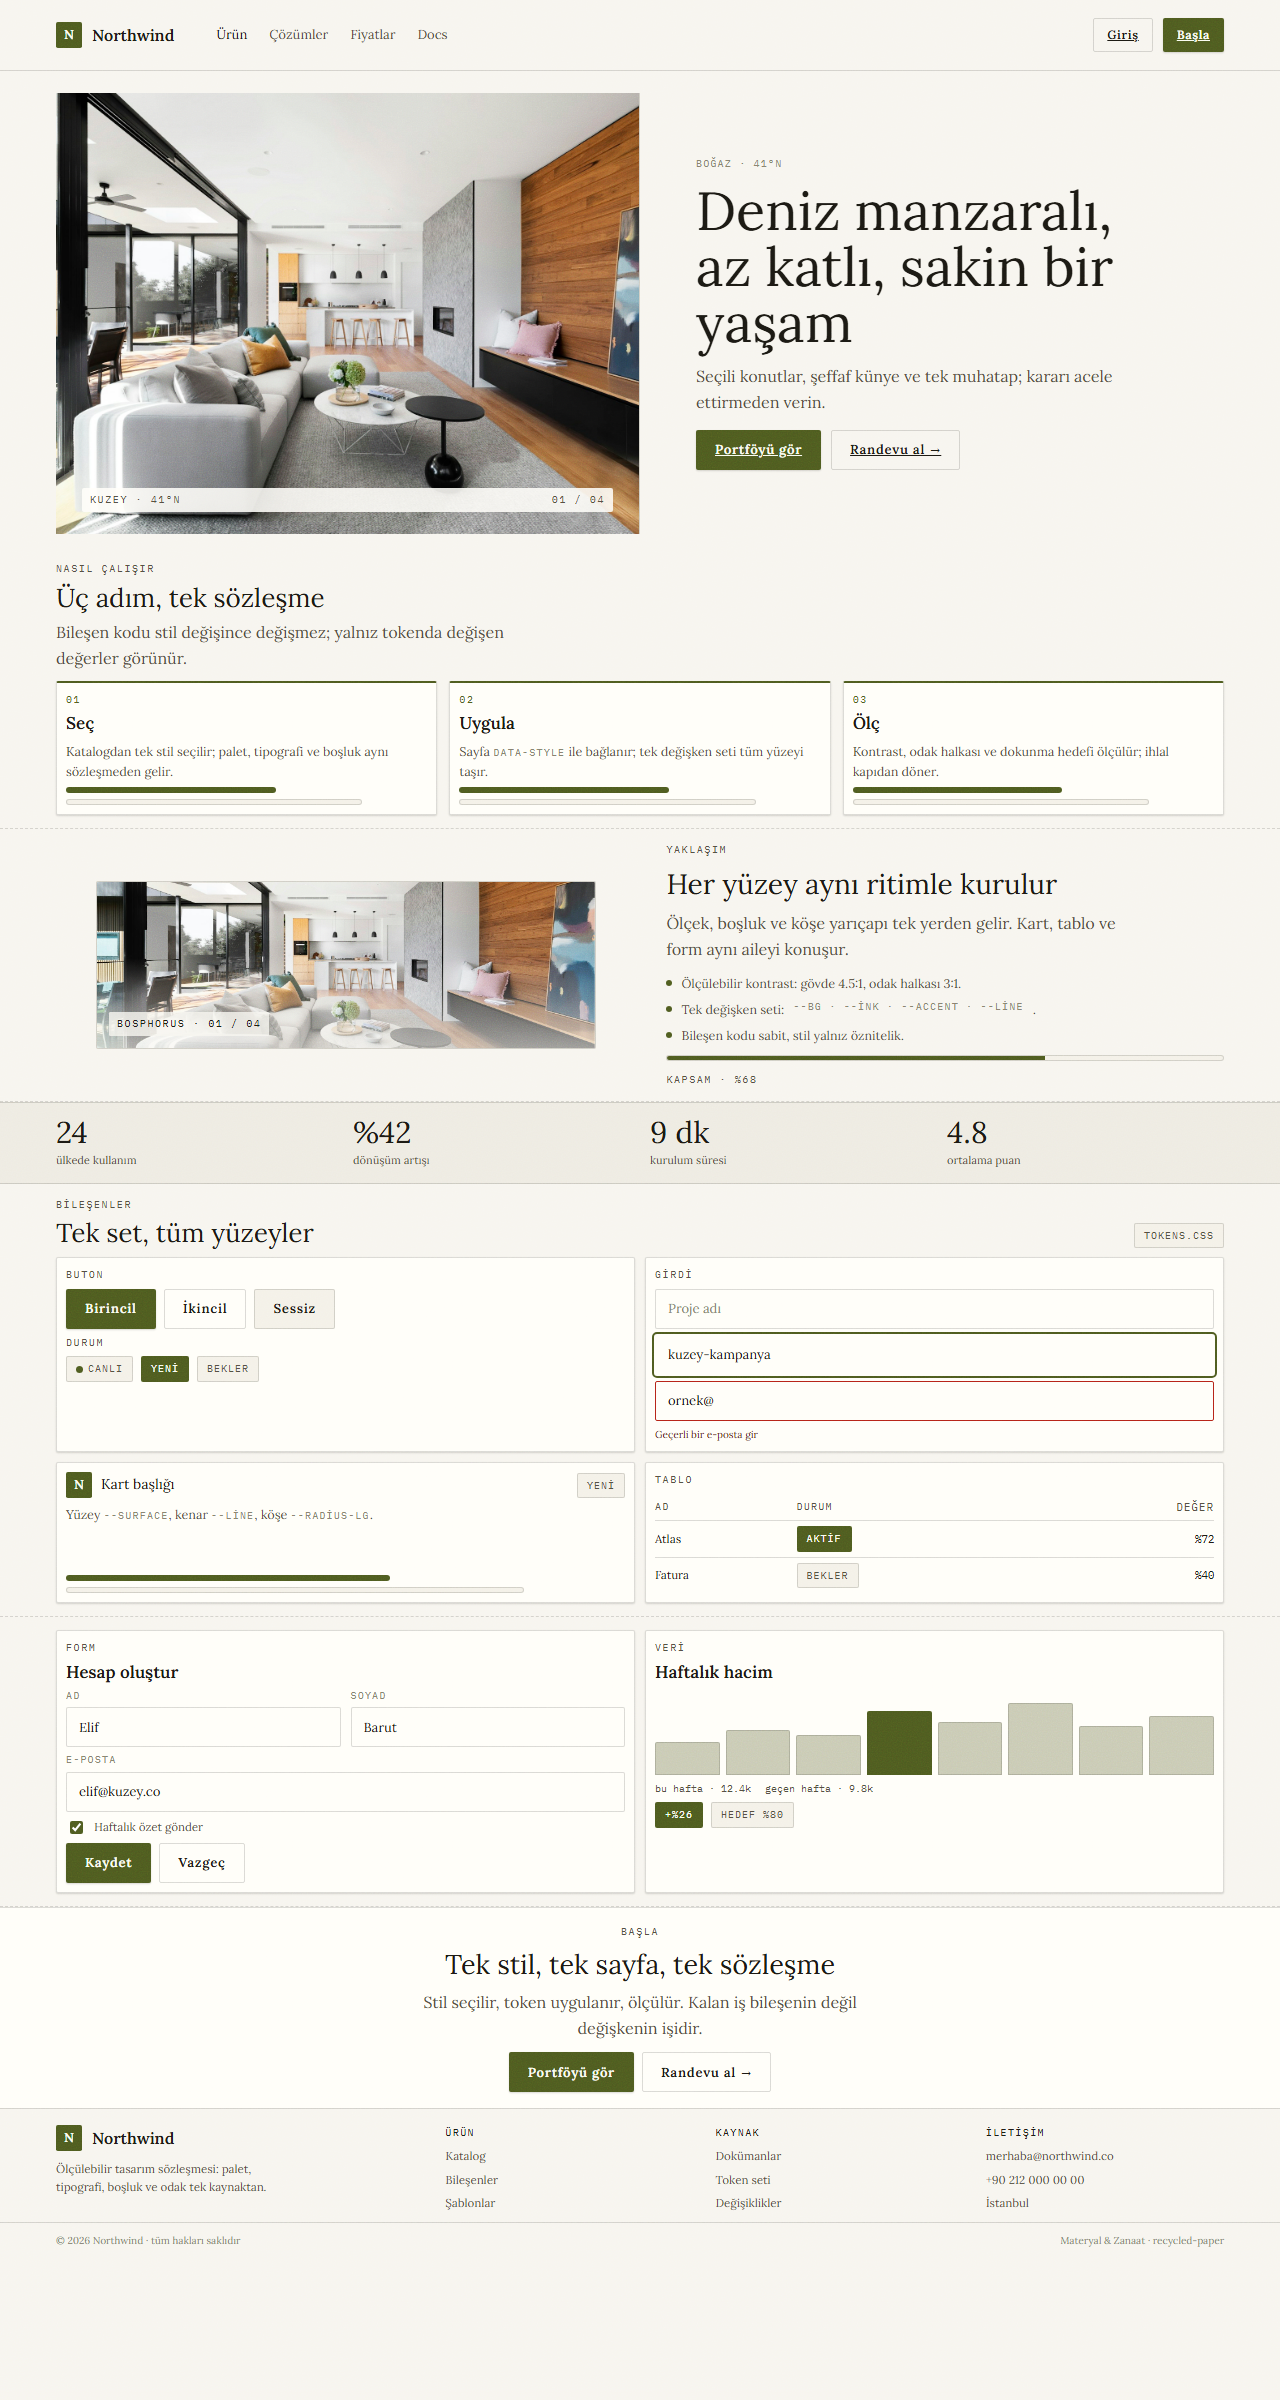 N Northwind Ürün Çözümler Fiyatlar Docs Giriş Başla
BOĞAZ · 41°N
Deniz manzaralı,
az katlı, sakin bir
yaşam
Seçili konutlar, şeffaf künye ve tek muhatap; kararı acele
ettirmeden verin.
Portföyü gör Randevu al →
KUZEY · 41°N 01 / 04
NASIL ÇALIŞIR
Üç adım, tek sözleşme
Bileşen kodu stil değişince değişmez; yalnız tokenda değişen
değerler görünür.
01
Seç
Katalogdan tek stil seçilir; palet, tipografi ve boşluk aynı
sözleşmeden gelir.
02
Uygula
Sayfa DATA-STYLE ile bağlanır; tek değişken seti tüm yüzeyi
taşır.
03
Ölç
Kontrast, odak halkası ve dokunma hedefi ölçülür; ihlal
kapıdan döner.
BOSPHORUS · 01 / 04
YAKLAŞIM
Her yüzey aynı ritimle kurulur
Ölçek, boşluk ve köşe yarıçapı tek yerden gelir. Kart, tablo ve
form aynı aileyi konuşur.
Ölçülebilir kontrast: gövde 4.5:1, odak halkası 3:1.
Tek değişken seti: --BG · --İNK · --ACCENT · --LİNE .
Bileşen kodu sabit, stil yalnız öznitelik.
KAPSAM · %68
24 %42 9 dk 4.8
ülkede kullanım dönüşüm artışı kurulum süresi ortalama puan
BİLEŞENLER
Tek set, tüm yüzeyler
TOKENS.CSS
BUTON
Birincil İkincil Sessiz
DURUM
CANLI YENİ BEKLER
GİRDİ
Proje adı
kuzey-kampanya
ornek@
Geçerli bir e-posta gir
N Kart başlığı YENİ
Yüzey --SURFACE, kenar --LİNE, köşe --RADİUS-LG.
TABLO
AD DURUM DEĞER
Atlas AKTİF %72
Fatura BEKLER %40
FORM
Hesap oluştur
AD SOYAD
Elif Barut
E-POSTA
elif@kuzey.co
Haftalık özet gönder
Kaydet Vazgeç
VERİ
Haftalık hacim
bu hafta · 12.4k geçen hafta · 9.8k
+%26 HEDEF %80
BAŞLA
Tek stil, tek sayfa, tek sözleşme
Stil seçilir, token uygulanır, ölçülür. Kalan iş bileşenin değil
değişkenin işidir.
Portföyü gör Randevu al →
N Northwind
Ölçülebilir tasarım sözleşmesi: palet,
tipografi, boşluk ve odak tek kaynaktan.
ÜRÜN
Katalog
Bileşenler
Şablonlar
KAYNAK
Dokümanlar
Token seti
Değişiklikler
İLETİŞİM
merhaba@northwind.co
+90 212 000 00 00
İstanbul
© 2026 Northwind · tüm hakları saklıdır Materyal & Zanaat · recycled-paper